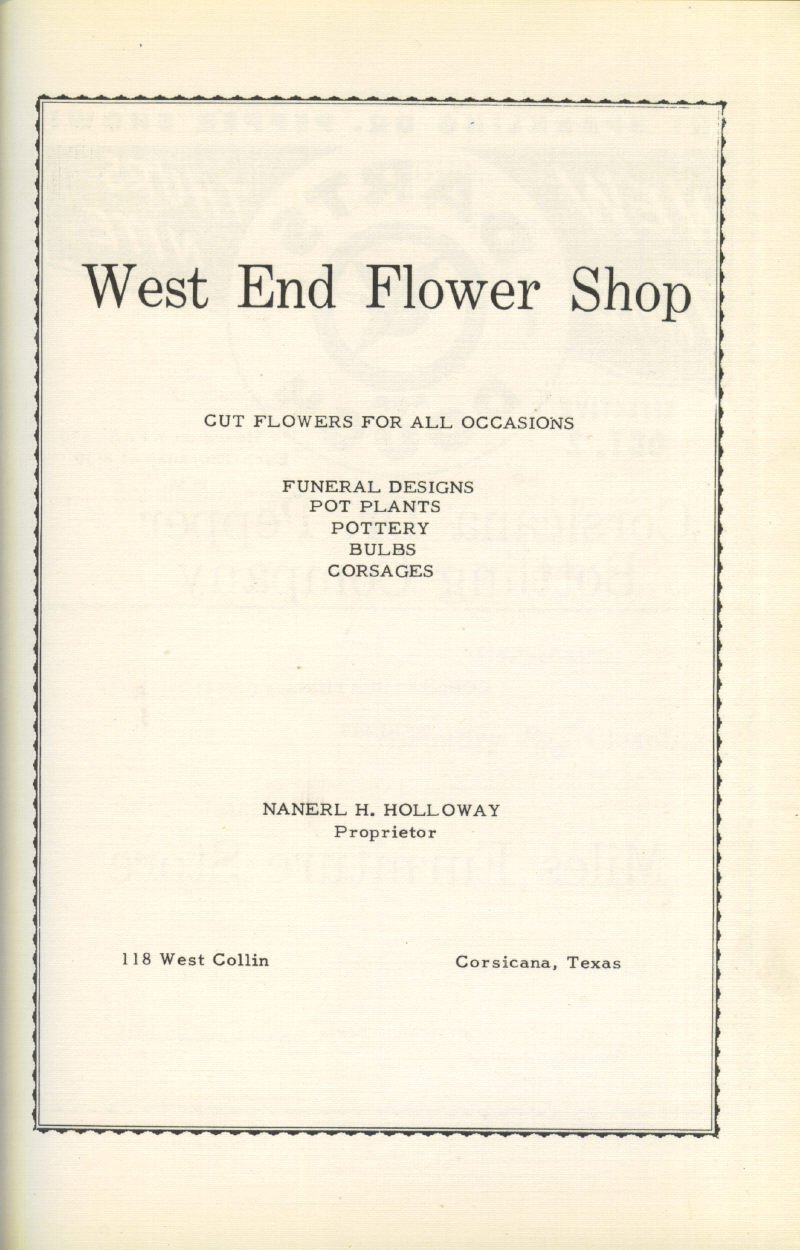 West End Flower Shop
CUT FLOWERS FOR ALL OCCASIONS
FUNERAL DESIGNS
POT PLANTS
POTTERY
BULBS
CORSAGES
NANERL H. HOLLOWAY
Proprietor
118 West Collin
Corsicana, Texas